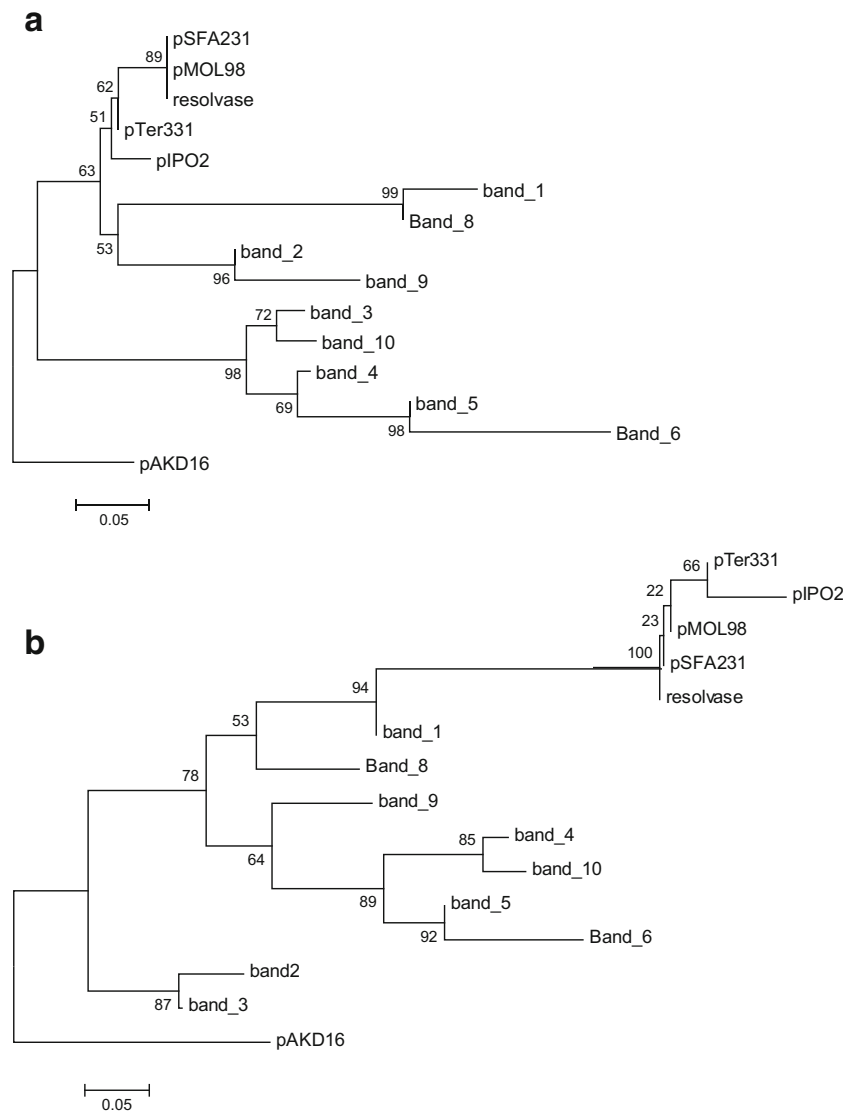 a
pSFA231
89
pMOL98
62
resolvase
51
pTer331
pIPO2
63
99
band_1
Band_8
53
band_2
96
band_9
72
band_3
band_10
98
band_4
69
band_5
98
Band_6
pAKD16
0.05
b
66
pTer331
22
pIPO2
23
pMOL98
100
pSFA231
94
resolvase
53
band_1
78
Band_8
band_9
85
band_4
64
band_10
89
band_5
92
Band_6
band2
87
band_3
pAKD16
0.05